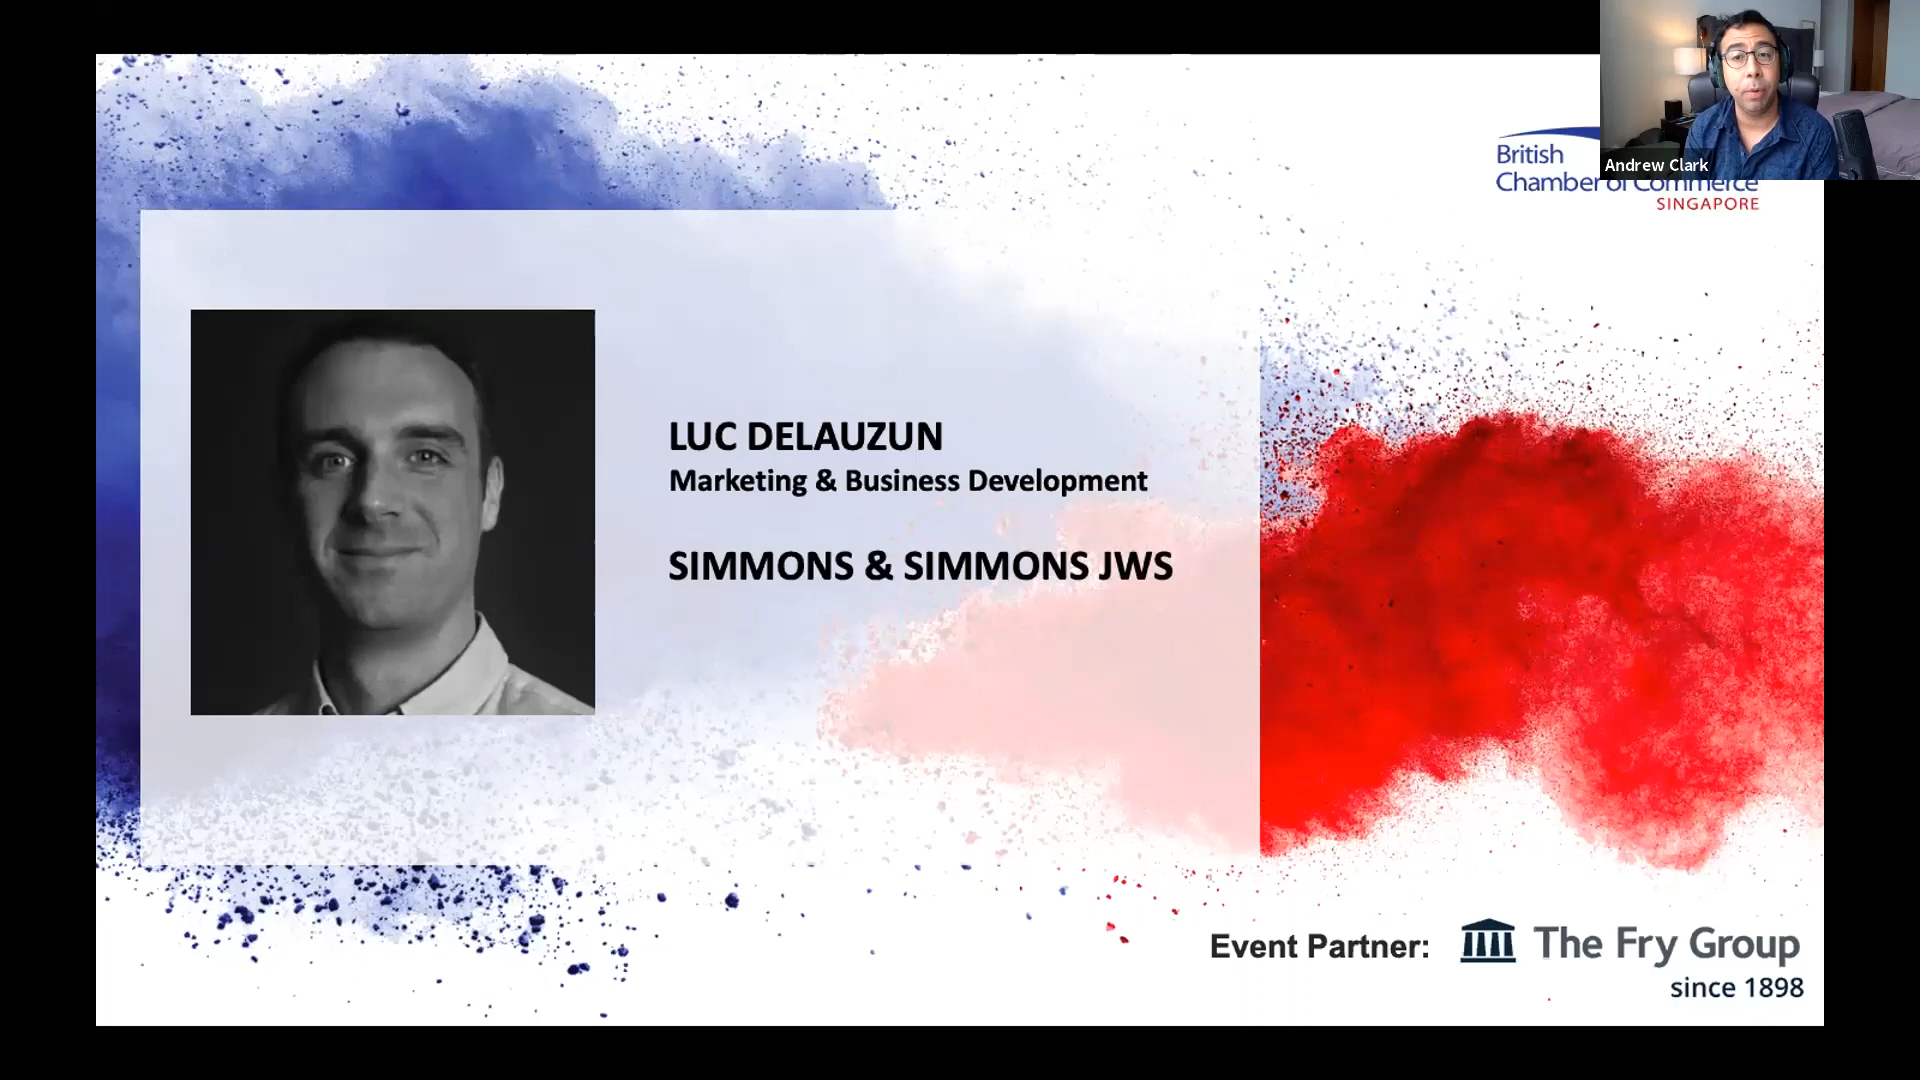 Andrew Clark
British
Chamber of Commerce
SINGAPORE
LUC DELAUZUN
Marketing & Business Development
SIMMONS & SIMMONS JWS
Event Partner:
The Fry Group
since 1898